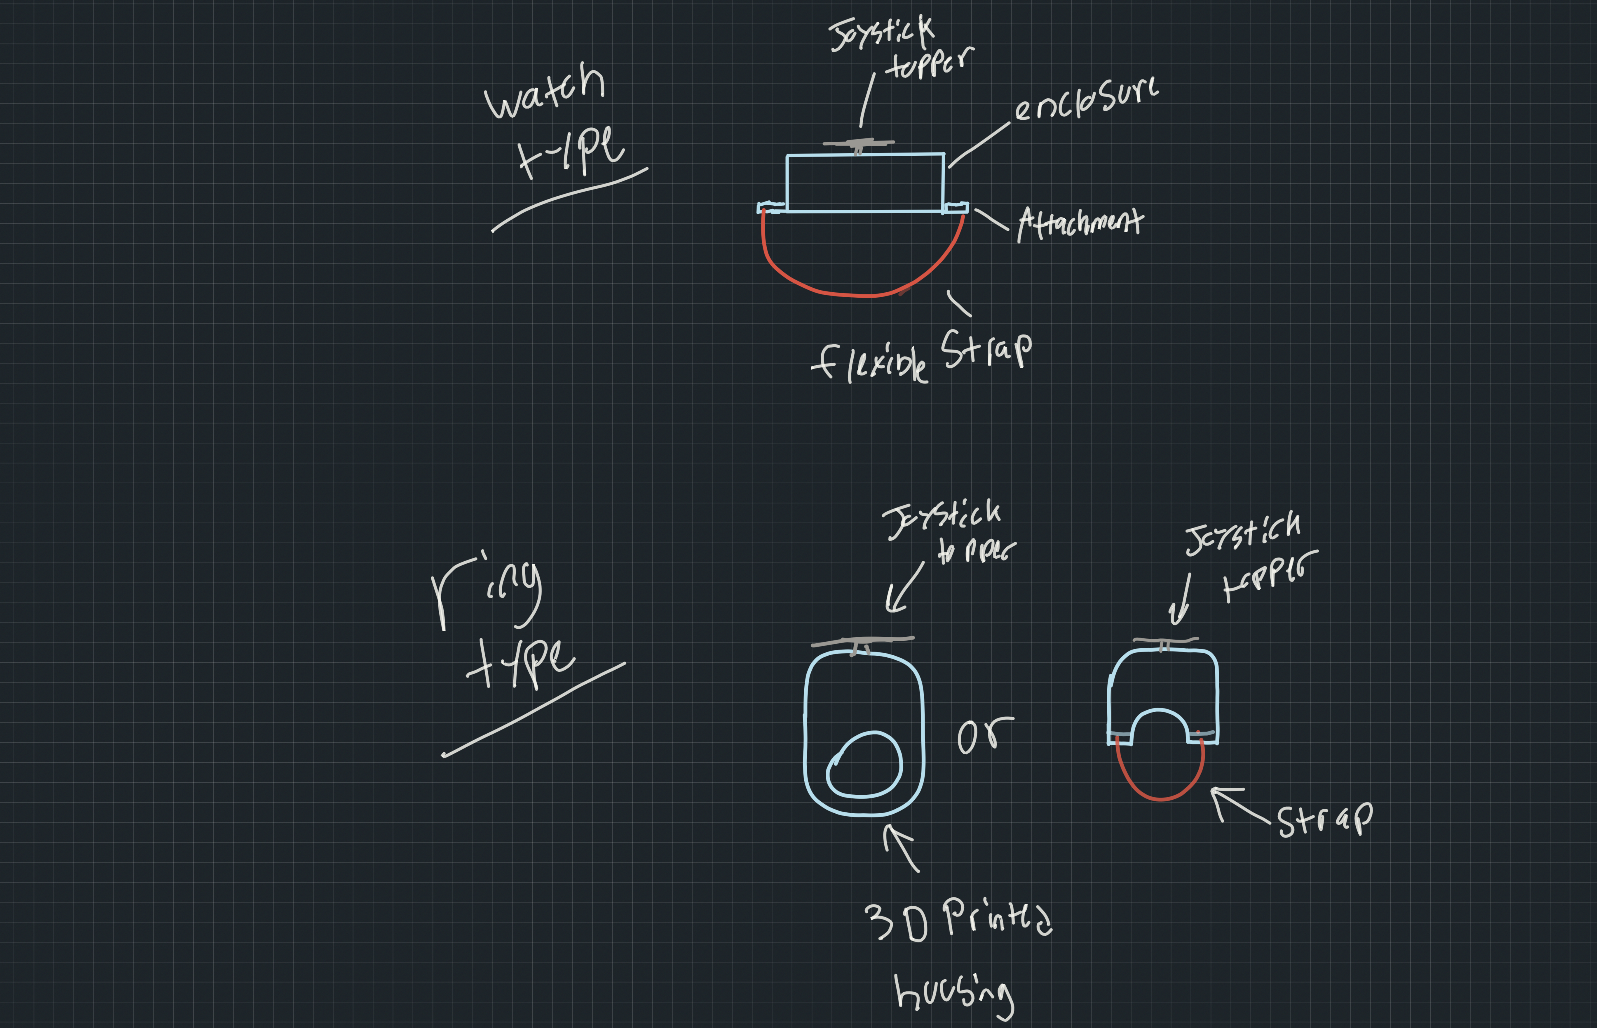 watch
type
Joystick
topper
enclosure
Attachment
flexible strap
ring
type
Joystick
topper
Joystick
topper
or
strap
3D Printed
housing